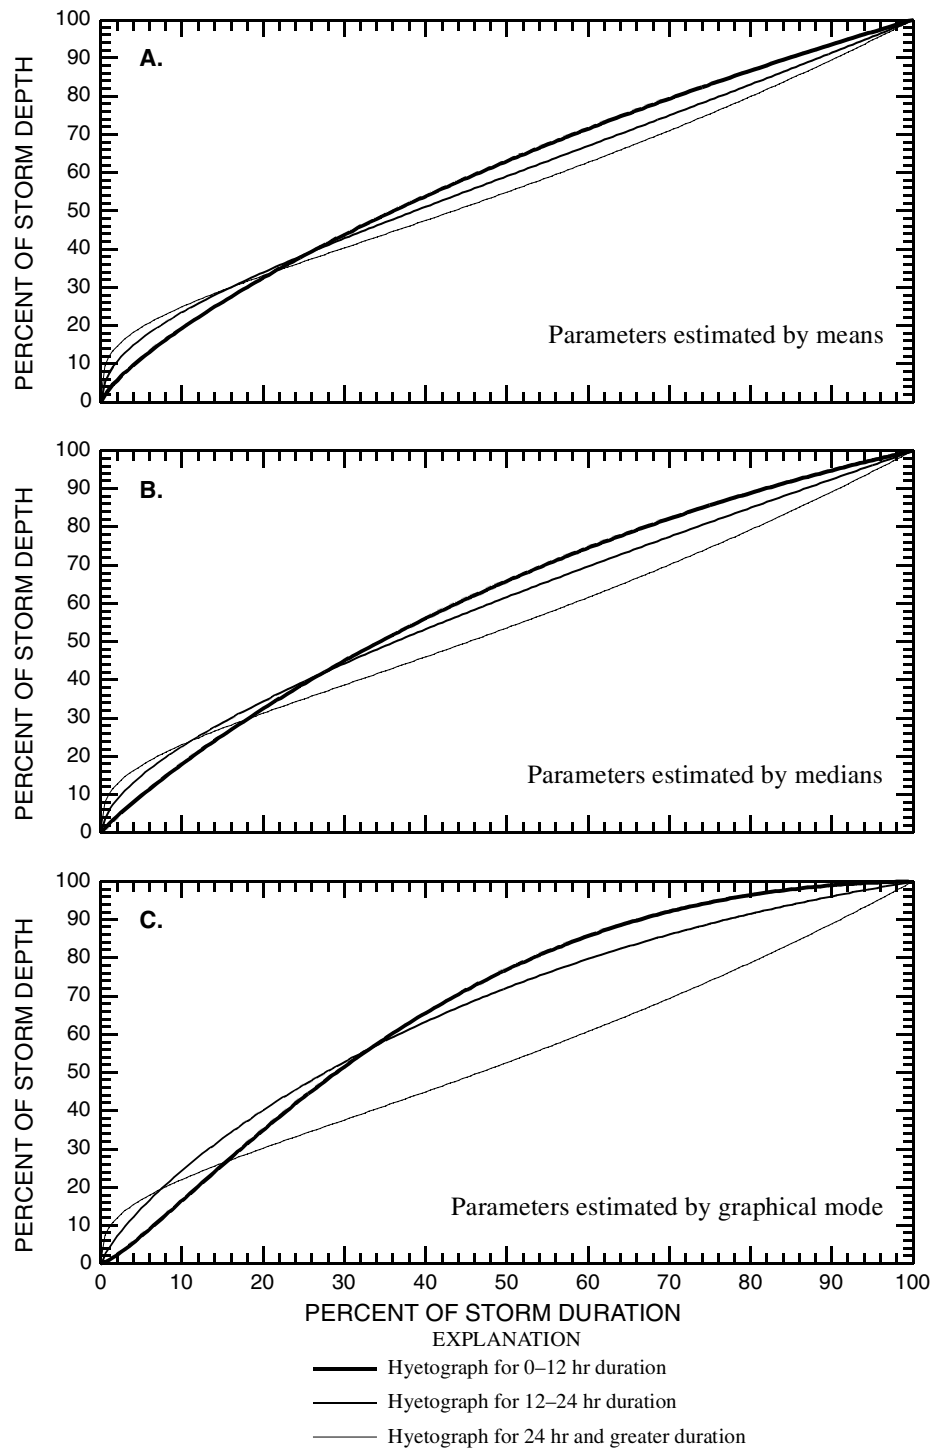 100
90
80
70
60
50
40
30
20
10
0
PERCENT OF STORM DEPTH
A.
Parameters estimated by means
100
90
80
70
60
50
40
30
20
10
0
PERCENT OF STORM DEPTH
B.
Parameters estimated by medians
100
90
80
70
60
50
40
30
20
10
0
PERCENT OF STORM DEPTH
C.
Parameters estimated by graphical mode
0 10 20 30 40 50 60 70 80 90 100
PERCENT OF STORM DURATION
EXPLANATION
Hyetograph for 0–12 hr duration
Hyetograph for 12–24 hr duration
Hyetograph for 24 hr and greater duration